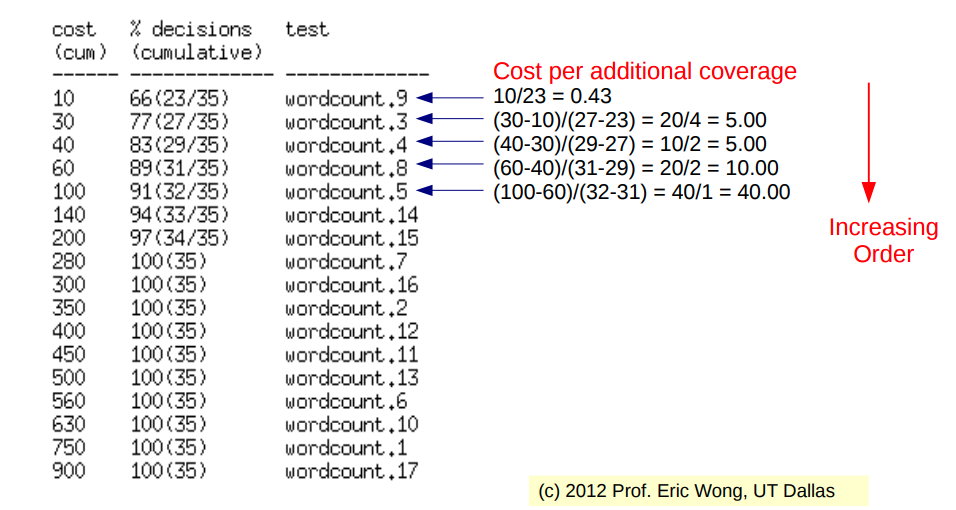 cost % decisions test
(cum) (cumulative)
------ ------------- -------------
10 66(23/35) wordcount.9
30 77(27/35) wordcount.3
40 83(29/35) wordcount.4
60 89(31/35) wordcount.8
100 91(32/35) wordcount.5
140 94(33/35) wordcount.14
200 97(34/35) wordcount.15
280 100(35) wordcount.7
300 100(35) wordcount.16
350 100(35) wordcount.2
400 100(35) wordcount.12
450 100(35) wordcount.11
500 100(35) wordcount.13
560 100(35) wordcount.6
630 100(35) wordcount.10
750 100(35) wordcount.1
900 100(35) wordcount.17
Cost per additional coverage
10/23 = 0.43
(30-10)/(27-23) = 20/4 = 5.00
(40-30)/(29-27) = 10/2 = 5.00
(60-40)/(31-29) = 20/2 = 10.00
(100-60)/(32-31) = 40/1 = 40.00
Increasing
Order
(c) 2012 Prof. Eric Wong, UT Dallas